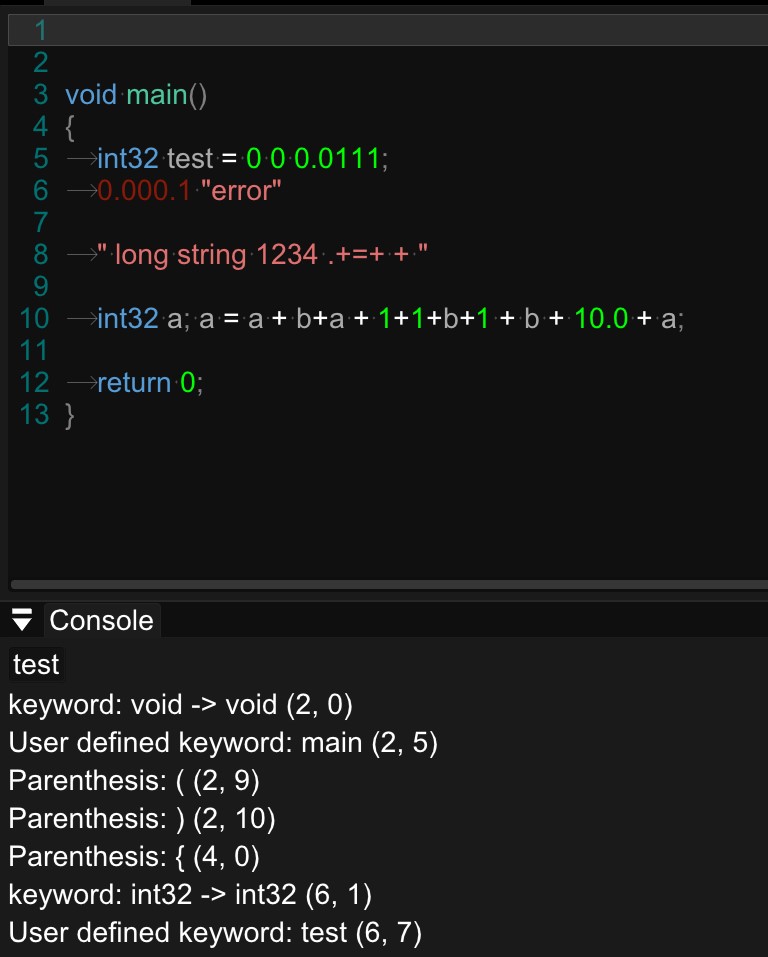 1
2
3 void main()
4 {
5 int32 test = 0 0 0.0111;
6 0.000.1 "error"
7
8 " long string 1234 .+=+ + "
9
10 int32 a; a = a + b+a + 1+1+b+1 + b + 10.0 + a;
11
12 return 0;
13 }
Console
test
keyword: void -> void (2, 0)
User defined keyword: main (2, 5)
Parenthesis: ( (2, 9)
Parenthesis: ) (2, 10)
Parenthesis: { (4, 0)
keyword: int32 -> int32 (6, 1)
User defined keyword: test (6, 7)